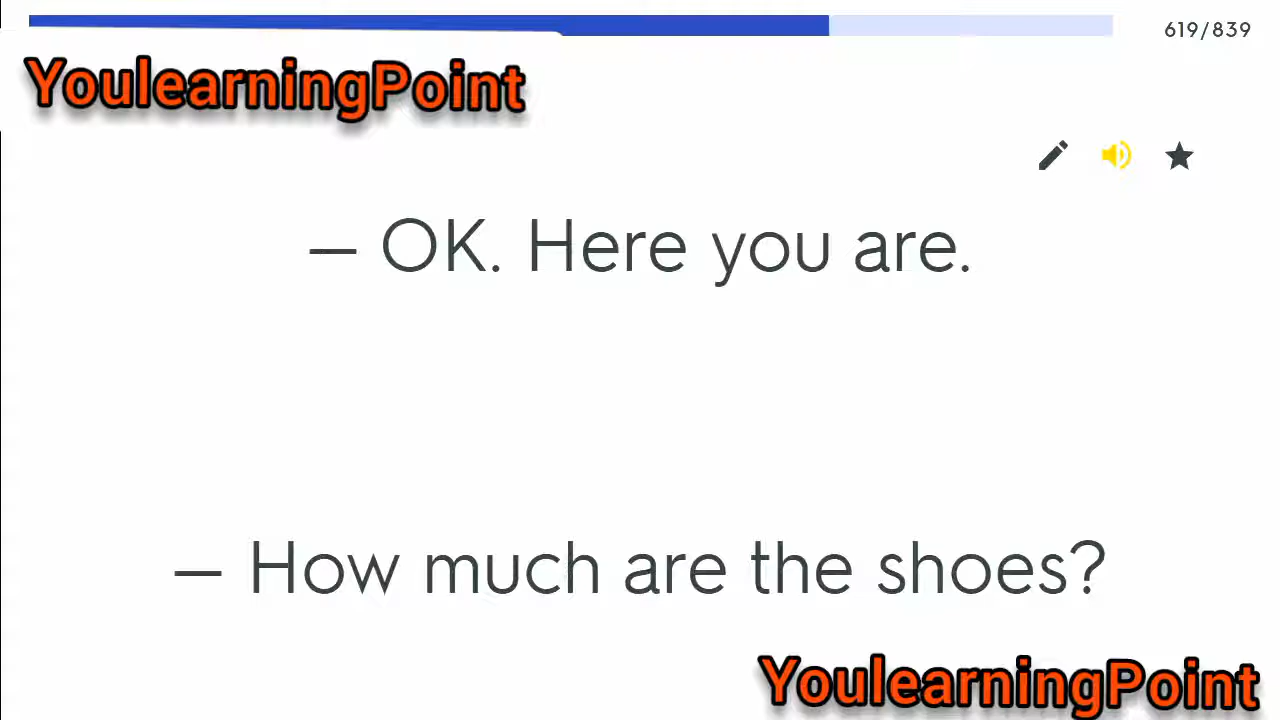 619/839
YoulearningPoint
– OK. Here you are.
– How much are the shoes?
YoulearningPoint